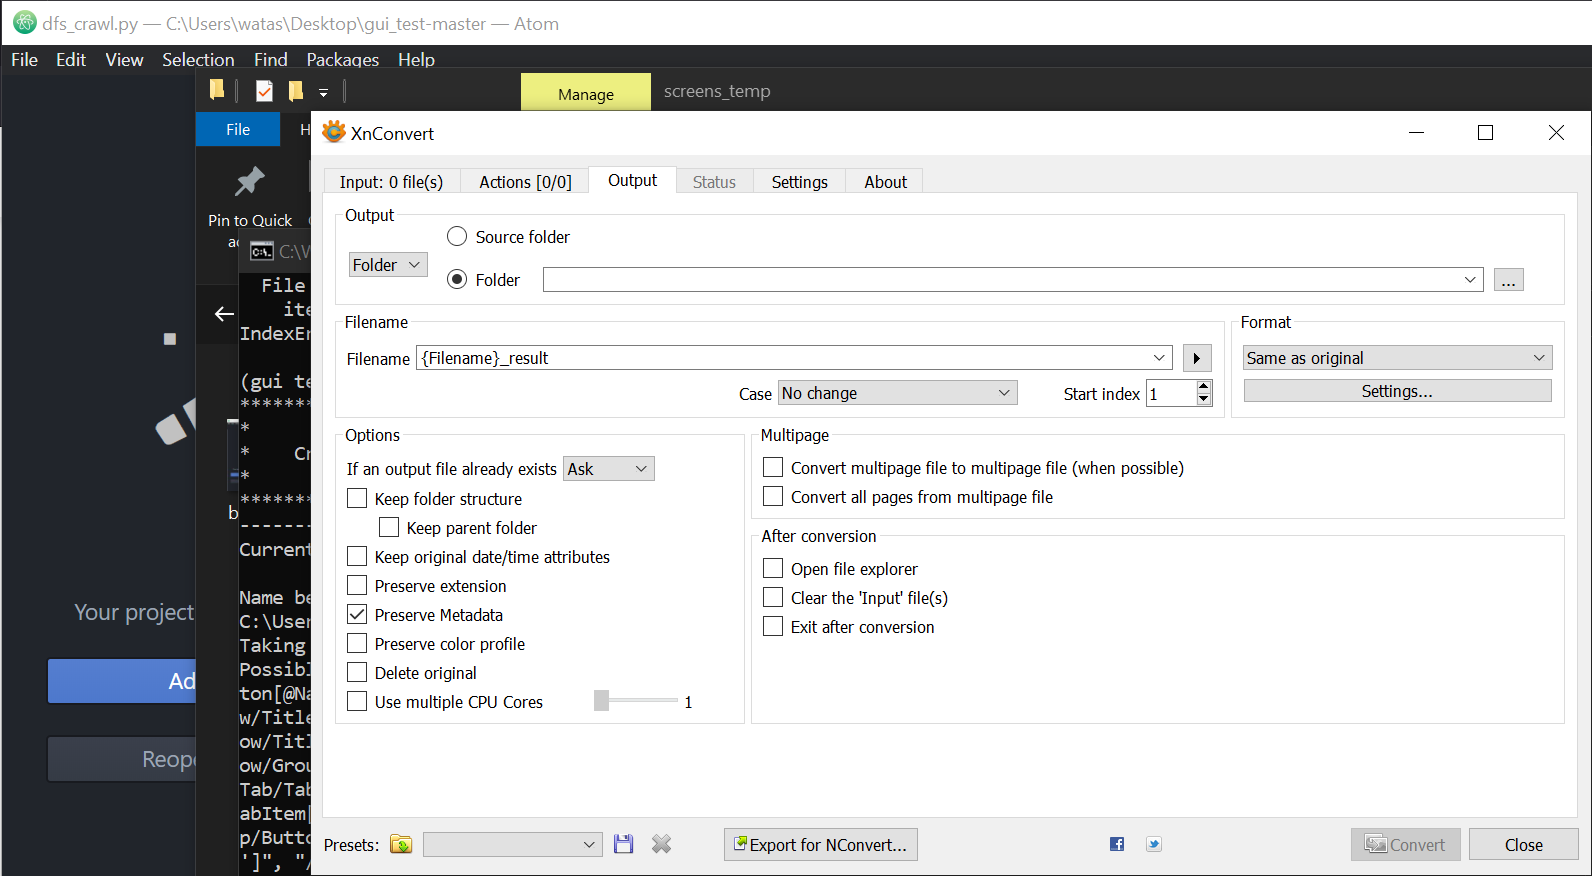 dfs_crawl.py — C:\Users\watas\Desktop\gui_test-master — Atom
File Edit View Selection Find Packages Help
Manage screens_temp
File H
XnConvert
Pin to Quick
Input: 0 file(s) Actions [0/0] Output Status Settings About
Output
Source folder
Folder
Folder
...
Filename
Filename {Filename}_result
Case No change Start index 1
Format
Same as original
Settings...
Options
If an output file already exists Ask
Keep folder structure
Keep parent folder
Keep original date/time attributes
Preserve extension
Preserve Metadata
Preserve color profile
Delete original
Use multiple CPU Cores 1
Multipage
Convert multipage file to multipage file (when possible)
Convert all pages from multipage file
After conversion
Open file explorer
Clear the 'Input' file(s)
Exit after conversion
Presets: Export for NConvert... Convert Close
C:\W
File
ite
IndexEr
(gui te
*******
*
* Cr
*
*******
-------
Current
Name be
C:\User
Taking
Possibl
ton[@Na
w/Title
ow/Titl
ow/Grou
Tab/Tab
abItem[
p/Butto
']", "/
Your project
Ad
Reope